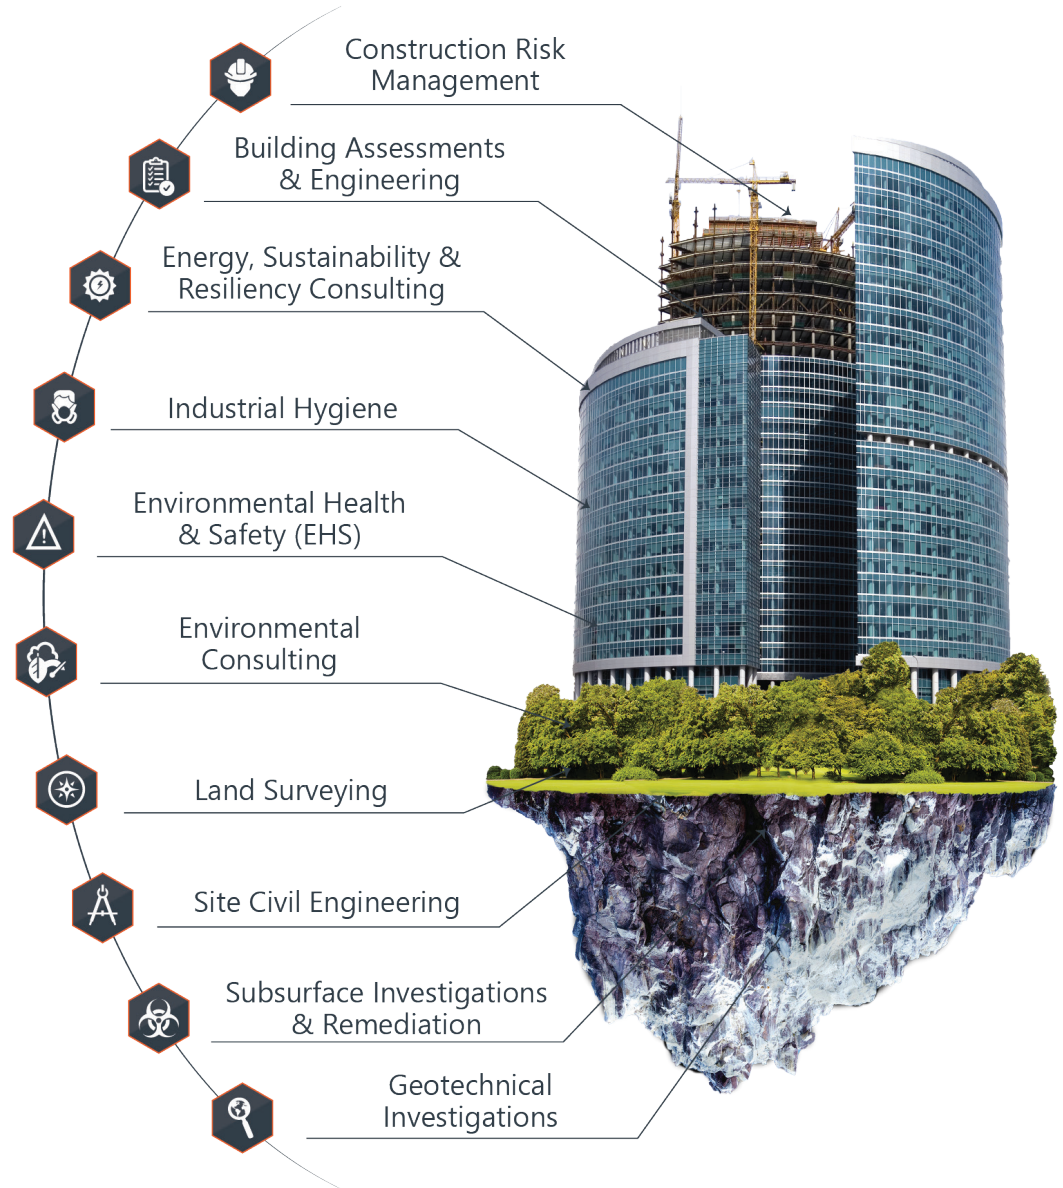 Construction Risk
Management
Building Assessments
& Engineering
Energy, Sustainability &
Resiliency Consulting
Industrial Hygiene
Environmental Health
& Safety (EHS)
Environmental
Consulting
Land Surveying
Site Civil Engineering
Subsurface Investigations
& Remediation
Geotechnical
Investigations